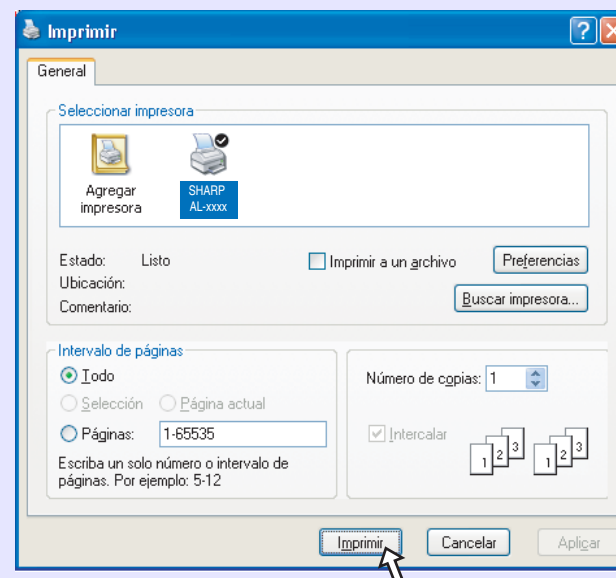 Imprimir
General
Seleccionar impresora
Agregar
impresora
SHARP
AL-xxxx
Estado: Listo
Imprimir a un archivo
Preferencias
Ubicación:
Comentario:
Buscar impresora...
Intervalo de páginas
Todo
Selección Página actual
Páginas: 1-65535
Escriba un solo número o intervalo de
páginas. Por ejemplo: 5-12
Número de copias: 1
Intercalar
1 2 3 1 2 3
Imprimir Cancelar Aplicar